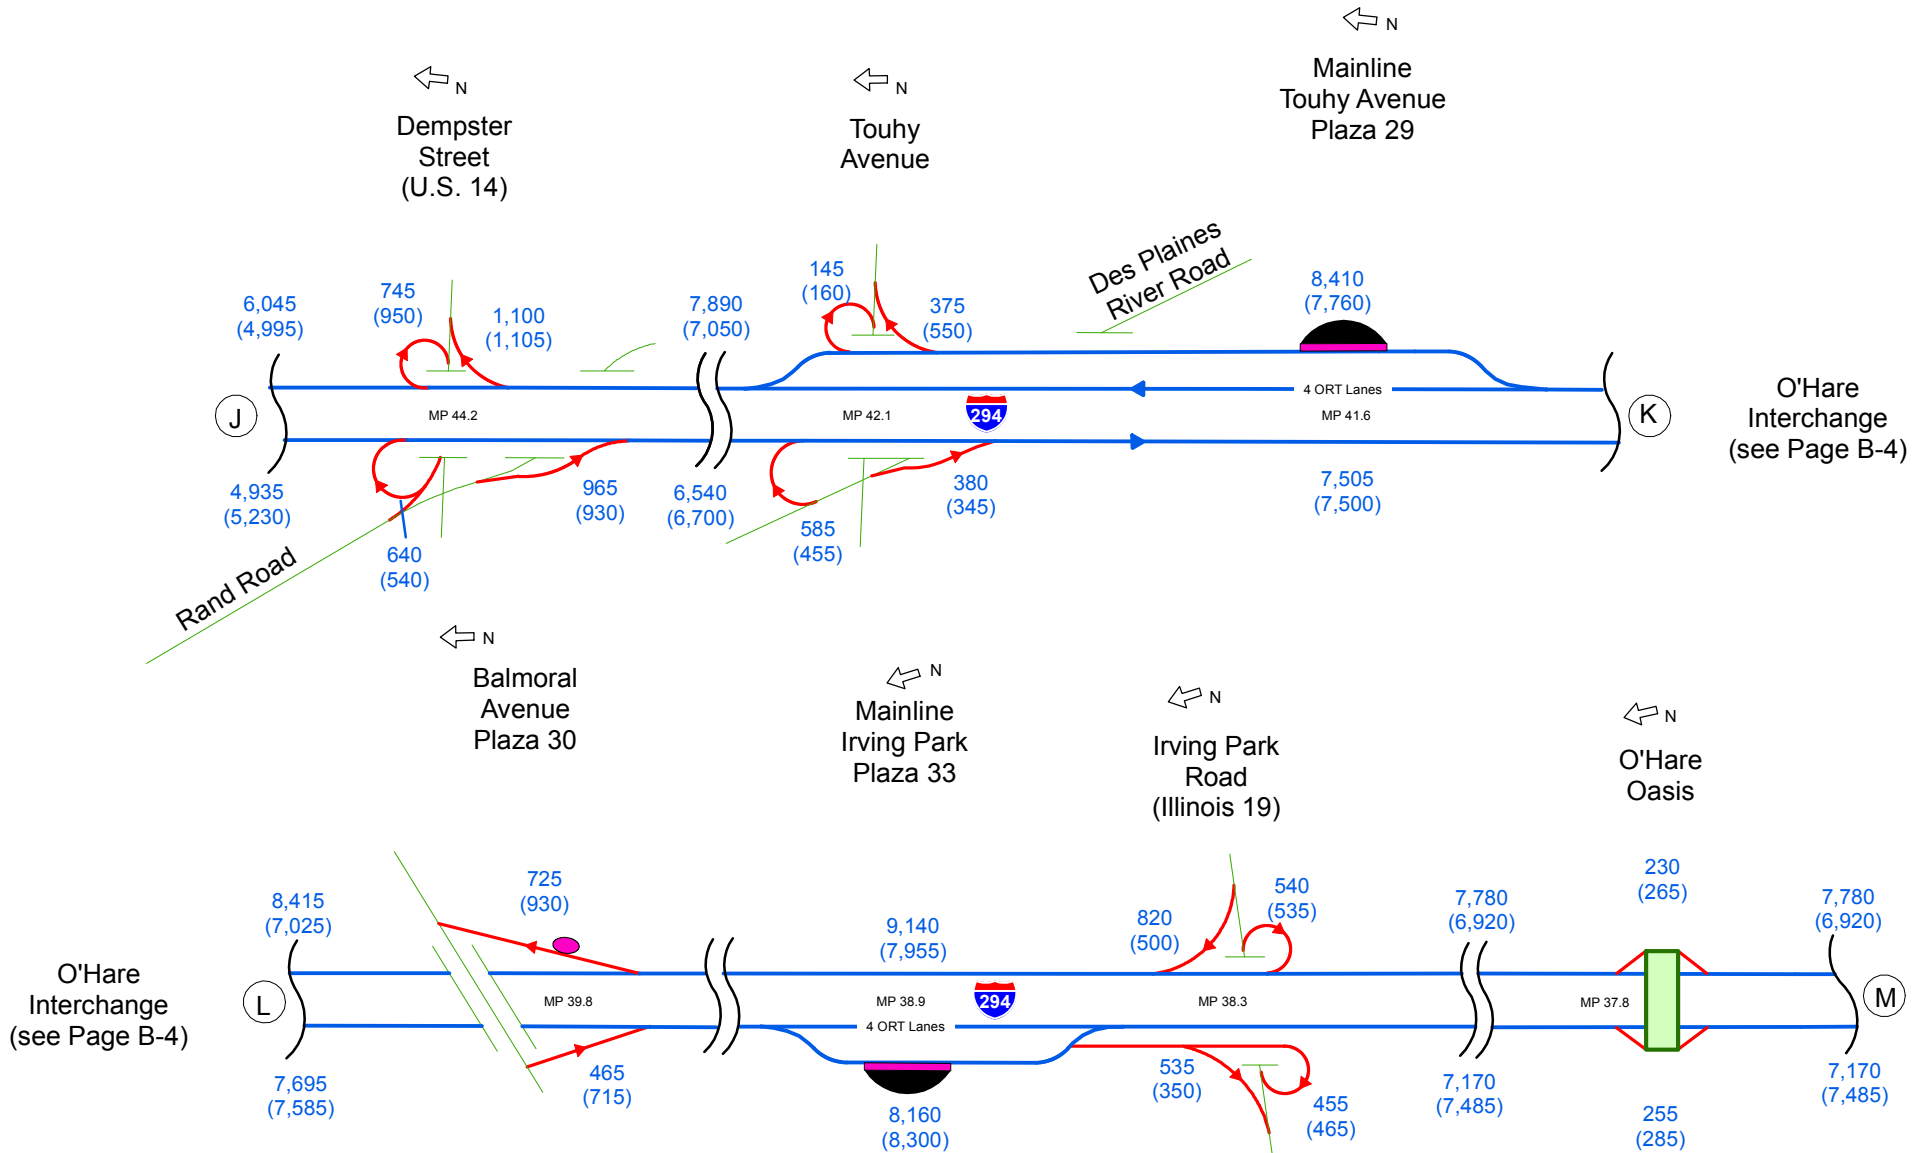 N
N
N
Dempster
Street
(U.S. 14)
Touhy
Avenue
Mainline
Touhy Avenue
Plaza 29
6,045
(4,995)
745
(950)
1,100
(1,105)
7,890
(7,050)
145
(160)
375
(550)
Des Plaines
River Road
8,410
(7,760)
J
MP 44.2
MP 42.1
294
4 ORT Lanes
MP 41.6
K
O'Hare
Interchange
(see Page B-4)
4,935
(5,230)
640
(540)
965
(930)
6,540
(6,700)
585
(455)
380
(345)
7,505
(7,500)
Rand Road
N
N
N
N
Balmoral
Avenue
Plaza 30
Mainline
Irving Park
Plaza 33
Irving Park
Road
(Illinois 19)
O'Hare
Oasis
8,415
(7,025)
725
(930)
9,140
(7,955)
820
(500)
540
(535)
7,780
(6,920)
230
(265)
7,780
(6,920)
O'Hare
Interchange
(see Page B-4)
L
MP 39.8
MP 38.9
4 ORT Lanes
294
MP 38.3
MP 37.8
M
7,695
(7,585)
465
(715)
8,160
(8,300)
535
(350)
455
(465)
7,170
(7,485)
255
(285)
7,170
(7,485)